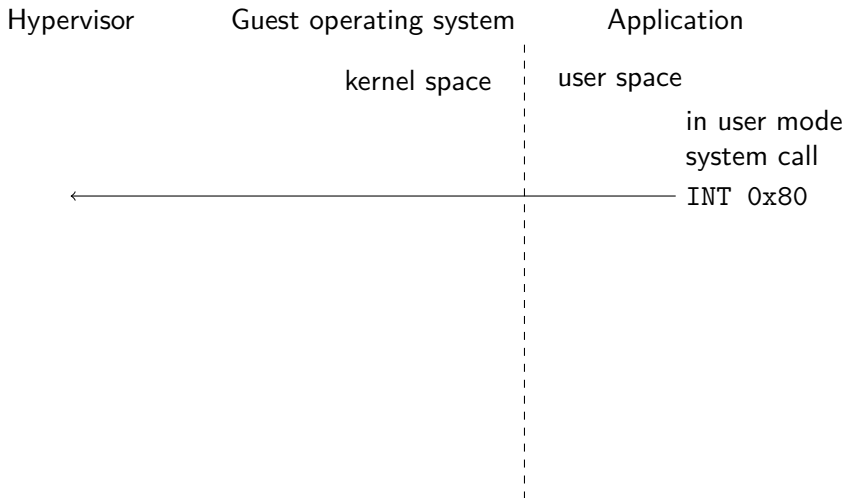 Hypervisor Guest operating system Application
kernel space user space
in user mode
system call
INT 0x80